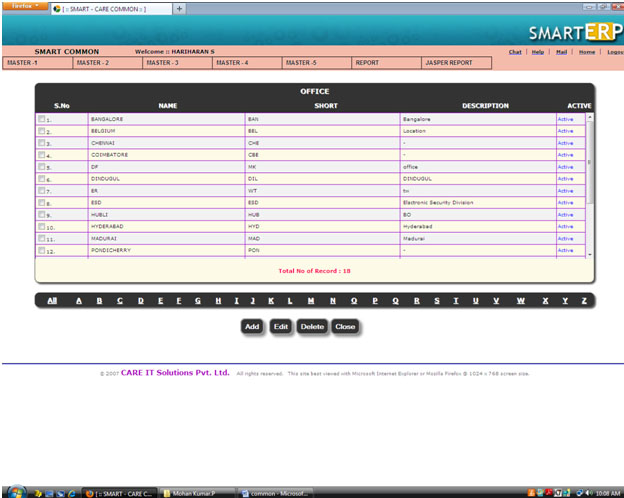 Firefox
[ :: SMART - CARE COMMON :: ]
+
SMARTERP
SMART COMMON Welcome :: HARIHARAN S Chat | Help | Mail | Home | Logou
MASTER -1 MASTER - 2 MASTER - 3 MASTER - 4 MASTER -5 REPORT JASPER REPORT
OFFICE
S.No NAME SHORT DESCRIPTION ACTIVE
1. BANGALORE BAN Bangalore Active
2. BELGIUM BEL Location Active
3. CHENNAI CHE - Active
4. COIMBATORE CBE - Active
5. DP MK office Active
6. DINDUGUL DIL DINDUGUL Active
7. ER WT Active
8. ESD ESD Electronic Security Division Active
9. HUBLI HUB BO Active
10. HYDERABAD HYD Hyderabad Active
11. MADURAI MAD Madurai Active
12. PONDICHERRY PON - Active
Total No of Record : 18
All A B C D E F G H I J K L M N O P Q R S T U V W X Y Z
Add Edit Delete Close
© 2007 CARE IT Solutions Pvt. Ltd. All rights reserved. This site best viewed with Microsoft Internet Explorer or Mozilla Firefox @ 1024 x 768 screen size.
[ :: SMART - CARE C... Mohan Kumar.P common - Microsof... 10:08 AM